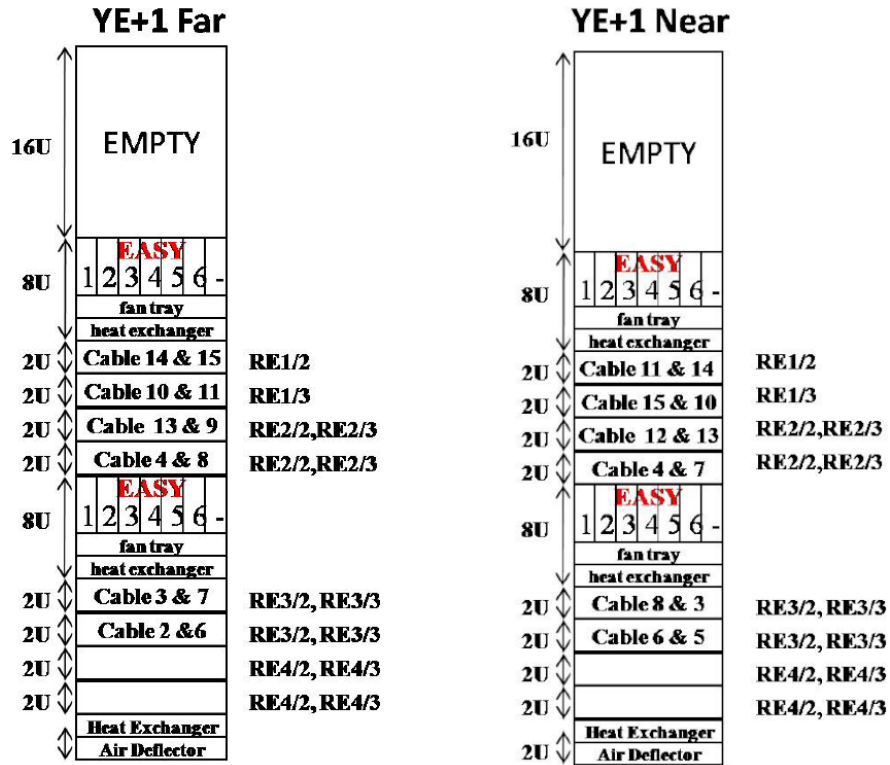 YE+1 Far
16U EMPTY
EASY
8U 1 2 3 4 5 6 -
fan tray
heat exchanger
2U Cable 14 & 15 RE1/2
2U Cable 10 & 11 RE1/3
2U Cable 13 & 9 RE2/2,RE2/3
2U Cable 4 & 8 RE2/2,RE2/3
EASY
8U 1 2 3 4 5 6 -
fan tray
heat exchanger
2U Cable 3 & 7 RE3/2, RE3/3
2U Cable 2 &6 RE3/2, RE3/3
2U RE4/2, RE4/3
2U RE4/2, RE4/3
Heat Exchanger
Air Deflector
YE+1 Near
16U EMPTY
EASY
8U 1 2 3 4 5 6 -
fan tray
heat exchanger
2U Cable 11 & 14 RE1/2
2U Cable 15 & 10 RE1/3
2U Cable 12 & 13 RE2/2,RE2/3
2U Cable 4 & 7 RE2/2,RE2/3
EASY
8U 1 2 3 4 5 6 -
fan tray
heat exchanger
2U Cable 8 & 3 RE3/2, RE3/3
2U Cable 6 & 5 RE3/2, RE3/3
2U RE4/2, RE4/3
2U RE4/2, RE4/3
Heat Exchanger
2U Air Deflector